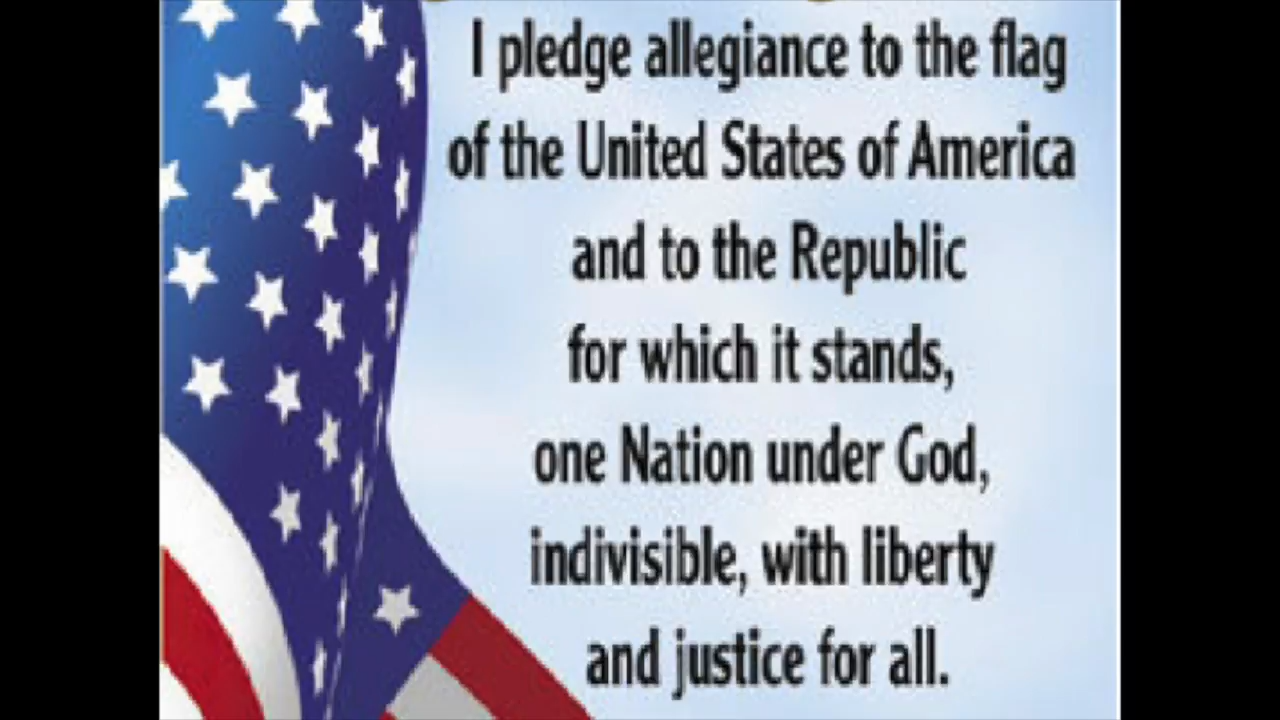 I pledge allegiance to the flag
of the United States of America
and to the Republic
for which it stands,
one Nation under God,
indivisible, with liberty
and justice for all.